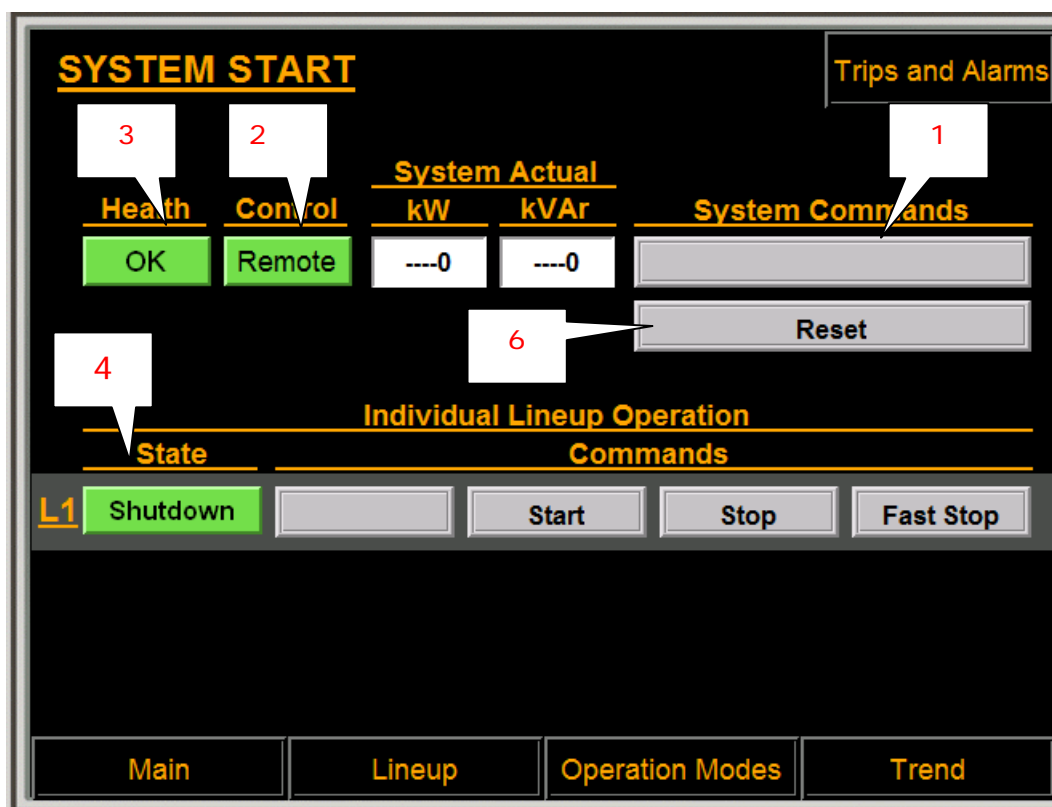 SYSTEM START
Trips and Alarms
3
2
1
System Actual
Health
Control
kW
kVAr
System Commands
OK
Remote
----0
----0
6
Reset
4
Individual Lineup Operation
State
Commands
L1
Shutdown
Start
Stop
Fast Stop
Main
Lineup
Operation Modes
Trend